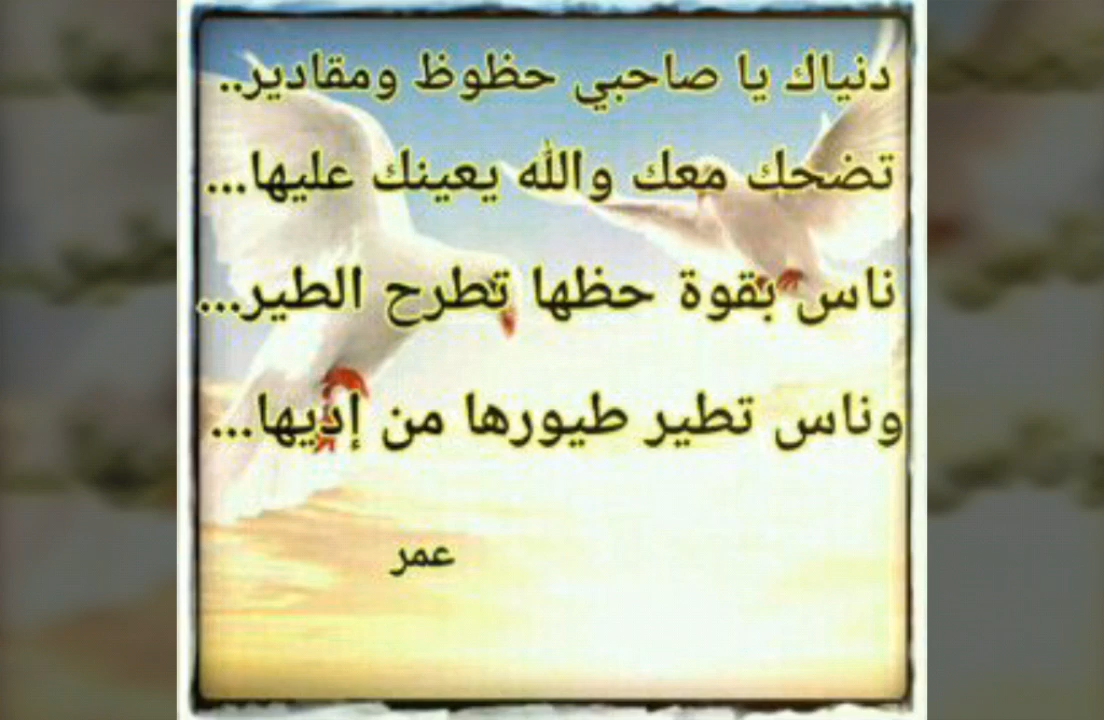 دنياك يا صاحبي حظوظ ومقادير..
تضحك معك والله يعينك عليها...
ناس بقوة حظها تطرح الطير...
وناس تطير طيورها من إديها...
عمر